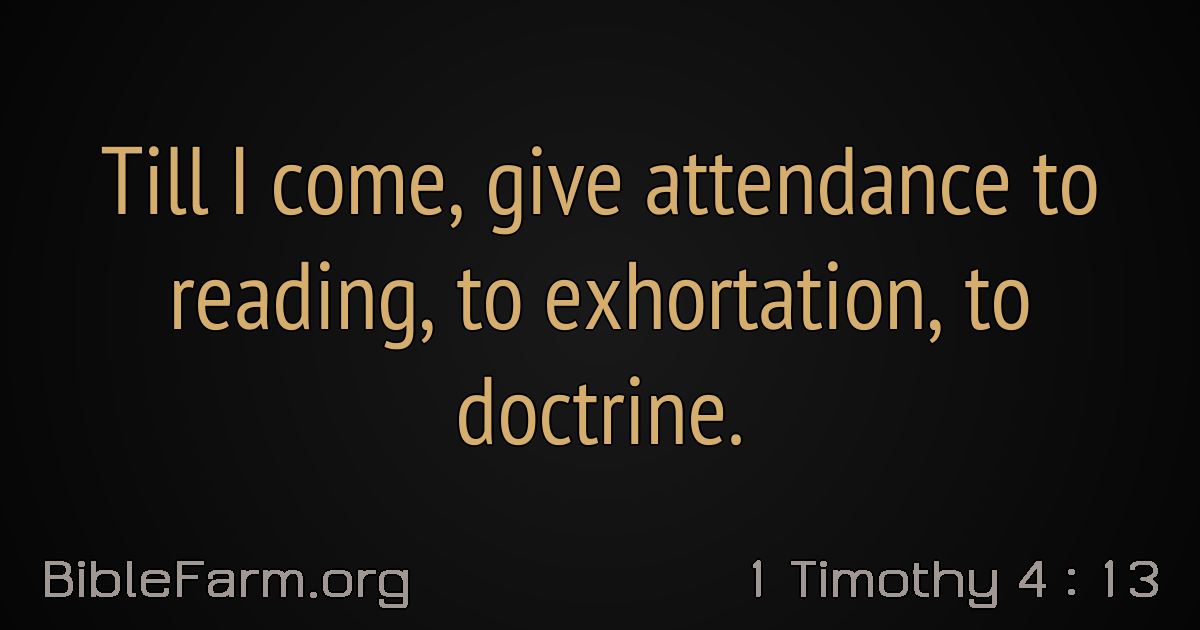 Till I come, give attendance to
reading, to exhortation, to
doctrine.
BibleFarm.org
1 Timothy 4 : 13